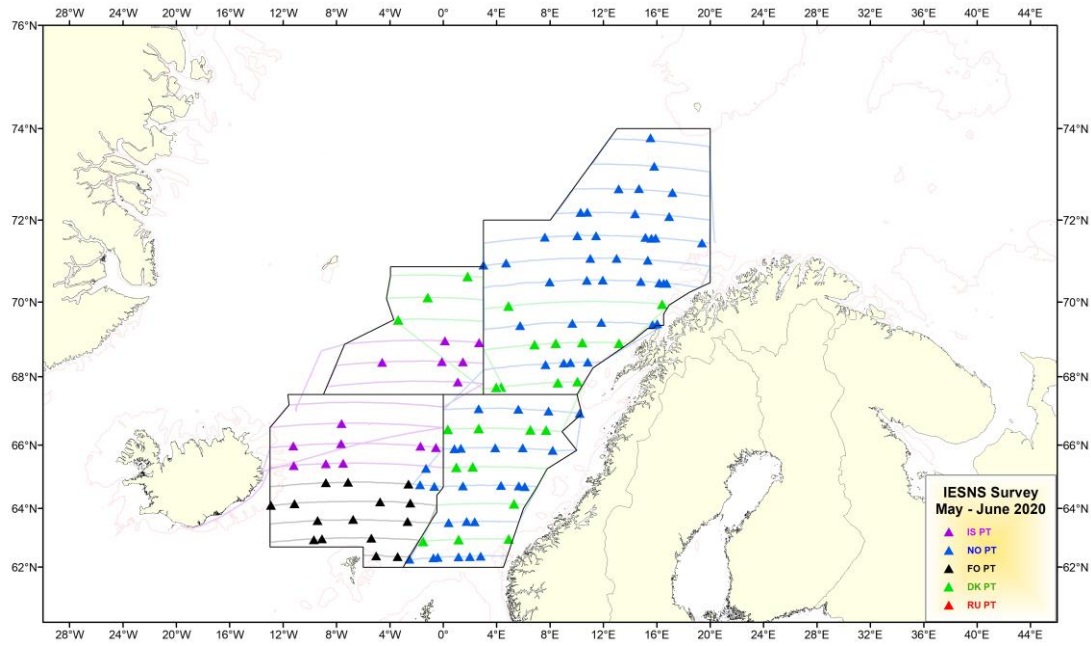 28°W 24°W 20°W 16°W 12°W 8°W 4°W 0° 4°E 8°E 12°E 16°E 20°E 24°E 28°E 32°E 36°E 40°E 44°E
76°N 76°N
74°N 74°N
72°N 72°N
70°N 70°N
68°N 68°N
66°N 66°N
64°N 64°N
62°N 62°N
IESNS Survey
May - June 2020
IS PT
NO PT
FO PT
DK PT
RU PT
28°W 24°W 20°W 16°W 12°W 8°W 4°W 0° 4°E 8°E 12°E 16°E 20°E 24°E 28°E 32°E 36°E 40°E 44°E